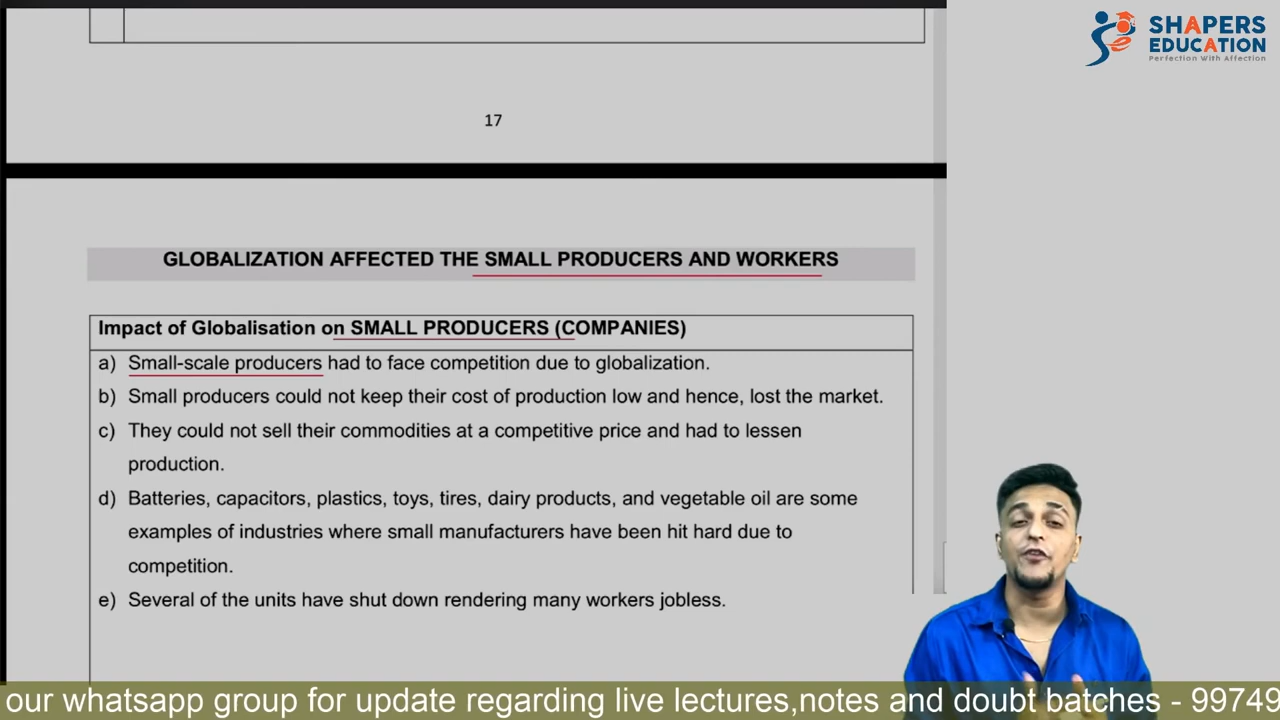 SHAPERS
EDUCATION
Perfection With Affection
17
GLOBALIZATION AFFECTED THE SMALL PRODUCERS AND WORKERS
Impact of Globalisation on SMALL PRODUCERS (COMPANIES)
a) Small-scale producers had to face competition due to globalization.
b) Small producers could not keep their cost of production low and hence, lost the market.
c) They could not sell their commodities at a competitive price and had to lessen
production.
d) Batteries, capacitors, plastics, toys, tires, dairy products, and vegetable oil are some
examples of industries where small manufacturers have been hit hard due to
competition.
e) Several of the units have shut down rendering many workers jobless.
our whatsapp group for update regarding live lectures,notes and doubt batches - 99749